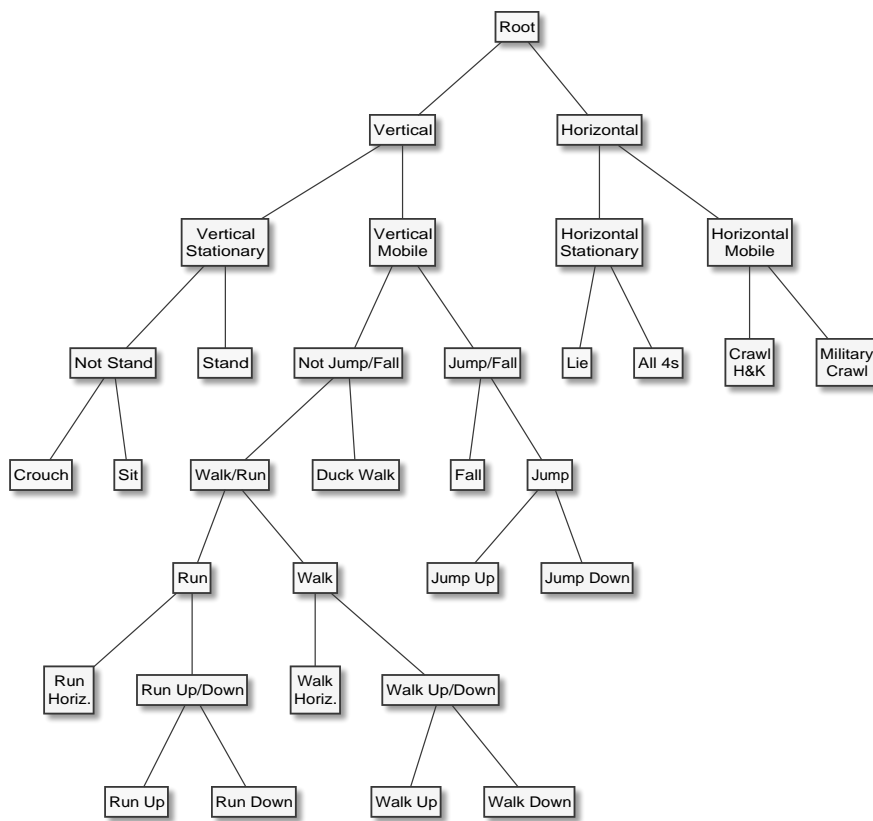 Root
Vertical
Horizontal
Vertical
Stationary
Vertical
Mobile
Horizontal
Stationary
Horizontal
Mobile
Not Stand
Stand
Not Jump/Fall
Jump/Fall
Lie
All 4s
Crawl
H&K
Military
Crawl
Crouch
Sit
Walk/Run
Duck Walk
Fall
Jump
Run
Walk
Jump Up
Jump Down
Run
Horiz.
Run Up/Down
Walk
Horiz.
Walk Up/Down
Run Up
Run Down
Walk Up
Walk Down